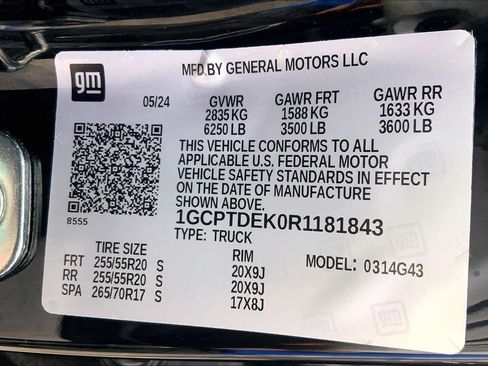 gm
MFD BY GENERAL MOTORS LLC
05/24 GVWR GAWR FRT GAWR RR
2835 KG 1588 KG 1633 KG
6250 LB 3500 LB 3600 LB
THIS VEHICLE CONFORMS TO ALL
APPLICABLE U.S. FEDERAL MOTOR
VEHICLE SAFETY STANDARDS IN EFFECT
ON THE DATE OF MANUFACTURE
SHOWN ABOVE.
8555
1GCPTDEK0R1181843
TYPE: TRUCK
TIRE SIZE RIM MODEL: 0314G43
FRT 255/55R20 S 20X9J
RR 255/55R20 S 20X9J
SPA 265/70R17 S 17X8J